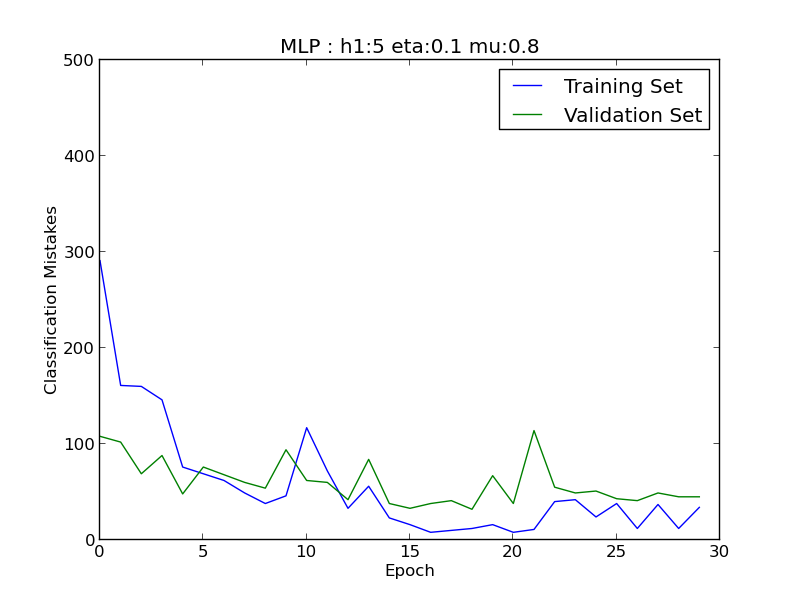 MLP : h1:5 eta:0.1 mu:0.8
500
400
300
200
100
0
Classification Mistakes
Training Set
Validation Set
0 5 10 15 20 25 30
Epoch